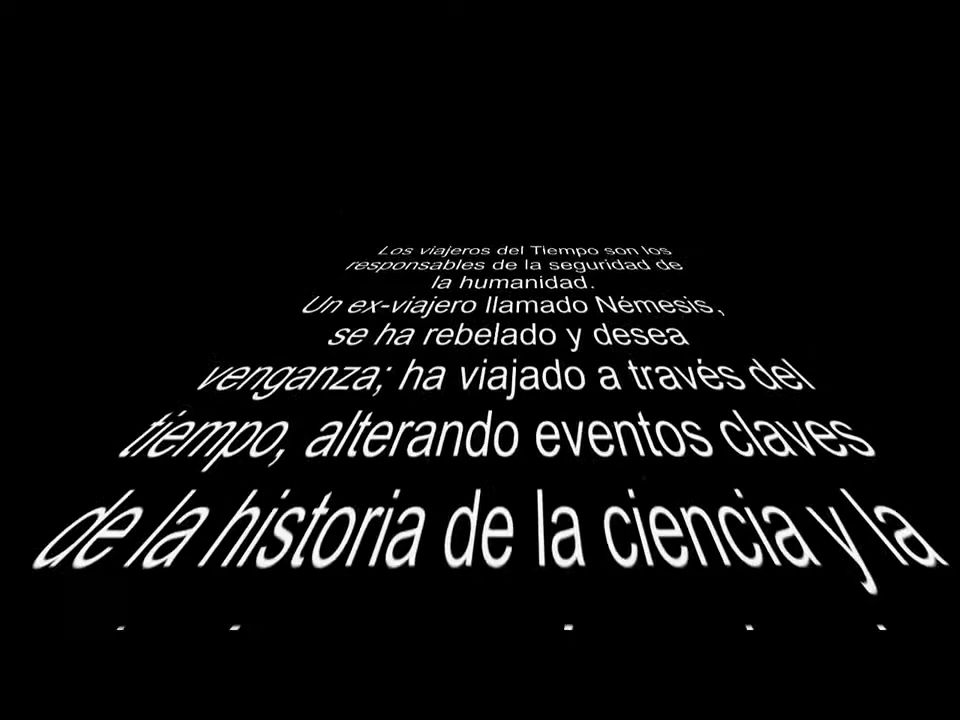 Los viajeros del Tiempo son los
responsables de la seguridad de
la humanidad.
Un ex-viajero llamado Némesis,
se ha rebelado y desea
venganza; ha viajado a través del
tiempo, alterando eventos claves
de la historia de la ciencia y la